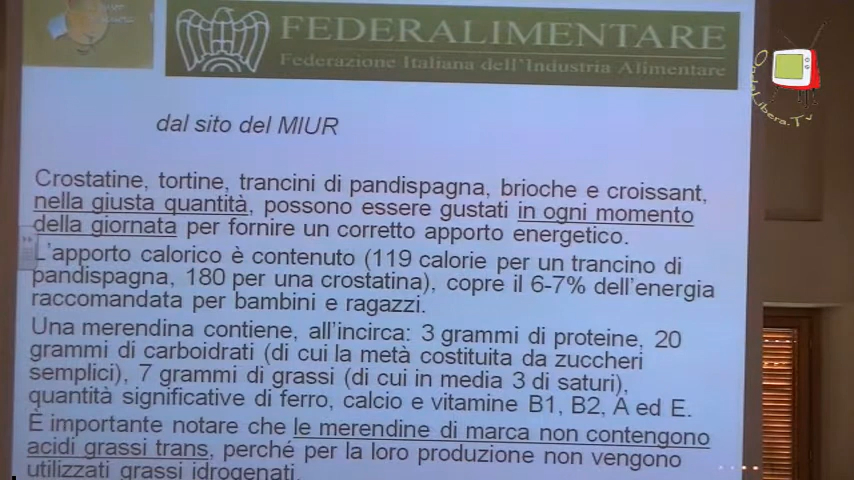 FEDERALIMENTARE
Federazione Italiana dell'Industria Alimentare
OndaLibera.Tv
dal sito del MIUR
Crostatine, tortine, trancini di pandispagna, brioche e croissant,
nella giusta quantità, possono essere gustati in ogni momento
della giornata per fornire un corretto apporto energetico.
L'apporto calorico è contenuto (119 calorie per un trancino di
pandispagna, 180 per una crostatina), copre il 6-7% dell'energia
raccomandata per bambini e ragazzi.
Una merendina contiene, all'incirca: 3 grammi di proteine, 20
grammi di carboidrati (di cui la metà costituita da zuccheri
semplici), 7 grammi di grassi (di cui in media 3 di saturi),
quantità significative di ferro, calcio e vitamine B1, B2, A ed E.
È importante notare che le merendine di marca non contengono
acidi grassi trans, perché per la loro produzione non vengono
utilizzati grassi idrogenati.